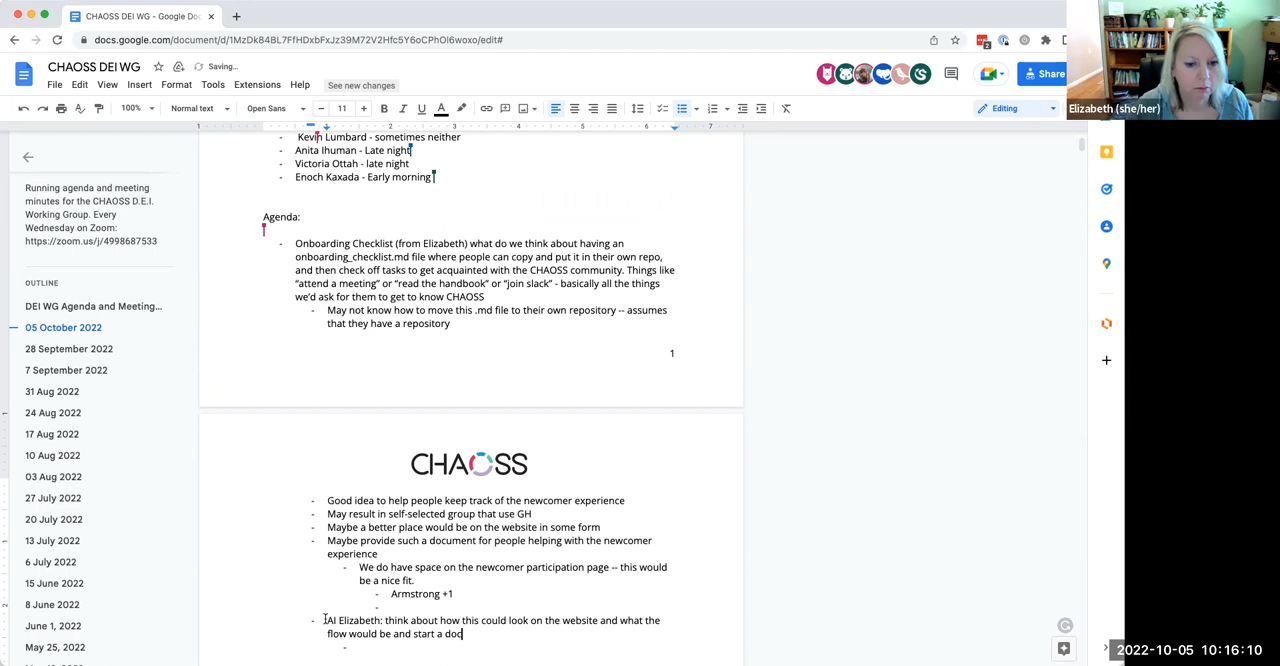 CHAOSS DEI WG - Google Doc
docs.google.com/document/d/1MzDk84BL7FfHDxbFxJz39M72V2Hfc5Y6oCPhOl6woxo/edit#
2
CHAOSS DEI WG
Saving...
File Edit View Insert Format Tools Extensions Help
See new changes
Share
100%
Normal text
Open Sans
11
Editing
Elizabeth (she/her)
1 1 2 3 4 5 6 7
Running agenda and meeting
minutes for the CHAOSS D.E.I.
Working Group. Every
Wednesday on Zoom:
https://zoom.us/j/4998687533
OUTLINE
DEI WG Agenda and Meeting...
05 October 2022
28 September 2022
7 September 2022
31 Aug 2022
24 Aug 2022
17 Aug 2022
10 Aug 2022
03 Aug 2022
27 July 2022
20 July 2022
13 July 2022
6 July 2022
15 June 2022
8 June 2022
June 1, 2022
May 25, 2022
- Kevin Lumbard - sometimes neither
- Anita Ihuman - Late night
- Victoria Ottah - late night
- Enoch Kaxada - Early morning
Agenda:
- Onboarding Checklist (from Elizabeth) what do we think about having an
onboarding_checklist.md file where people can copy and put it in their own repo,
and then check off tasks to get acquainted with the CHAOSS community. Things like
“attend a meeting” or “read the handbook” or “join slack” - basically all the things
we’d ask for them to get to know CHAOSS
- May not know how to move this .md file to their own repository -- assumes
that they have a repository
1
CHAOSS
- Good idea to help people keep track of the newcomer experience
- May result in self-selected group that use GH
- Maybe a better place would be on the website in some form
- Maybe provide such a document for people helping with the newcomer
experience
- We do have space on the newcomer participation page -- this would
be a nice fit.
- Armstrong +1
-
- AI Elizabeth: think about how this could look on the website and what the
flow would be and start a doc
-
2022-10-05 10:16:10